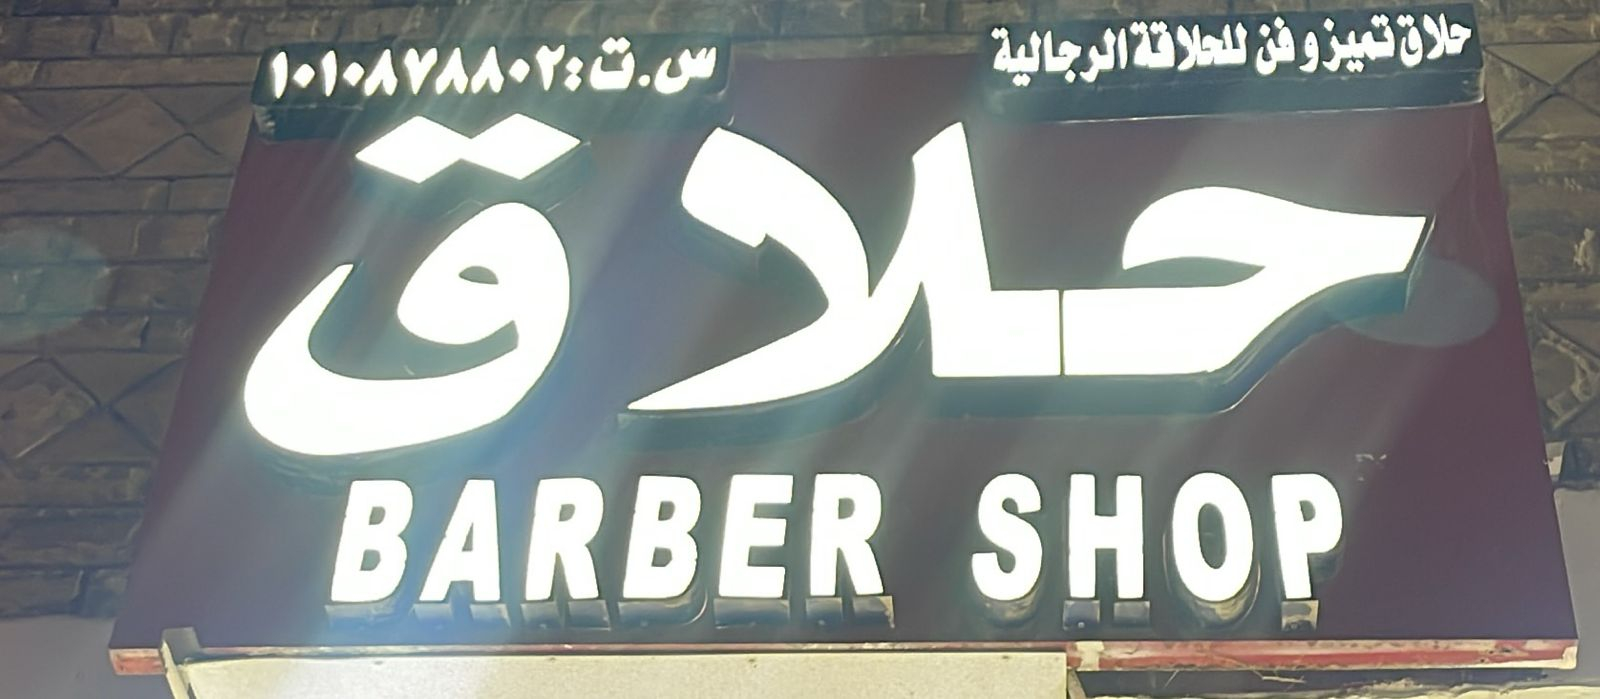 حلاق تميز و فن للحلاقة الرجالية
س.ت: ١٠١٠٨٧٨٨٠٢
حلاق
BARBER SHOP